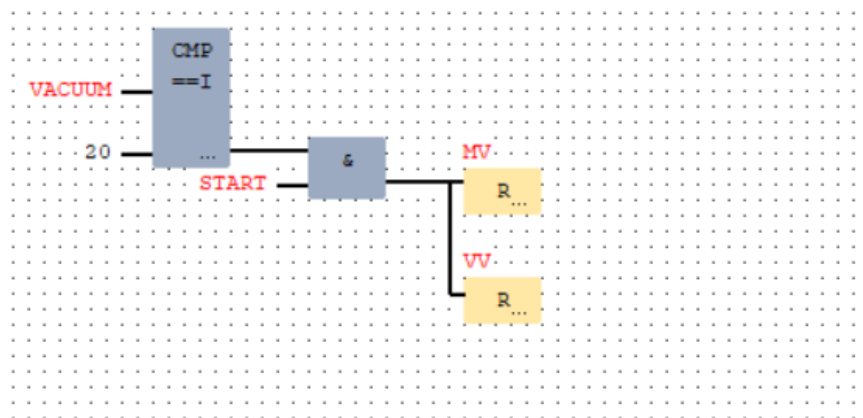 CMP
==I
VACUUM
20
...
&
START
MV
R
...
VV
R
...